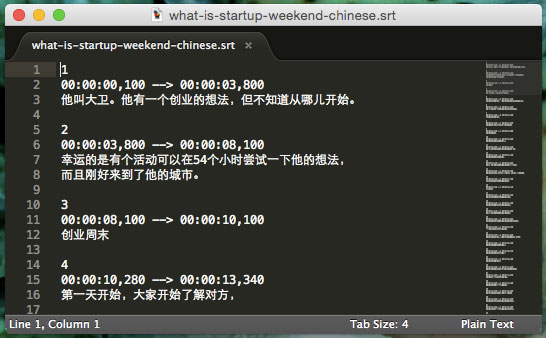 what-is-startup-weekend-chinese.srt
what-is-startup-weekend-chinese.srt ×
1 1
2 00:00:00,100 --> 00:00:03,800
3 他叫大卫。他有一个创业的想法，但不知道从哪儿开始。
4
5 2
6 00:00:03,800 --> 00:00:08,100
7 幸运的是有个活动可以在54个小时尝试一下他的想法，
8 而且刚好来到了他的城市。
9
10 3
11 00:00:08,100 --> 00:00:10,100
12 创业周末
13
14 4
15 00:00:10,280 --> 00:00:13,340
16 第一天开始，大家开始了解对方，
17
Line 1, Column 1 Tab Size: 4 Plain Text